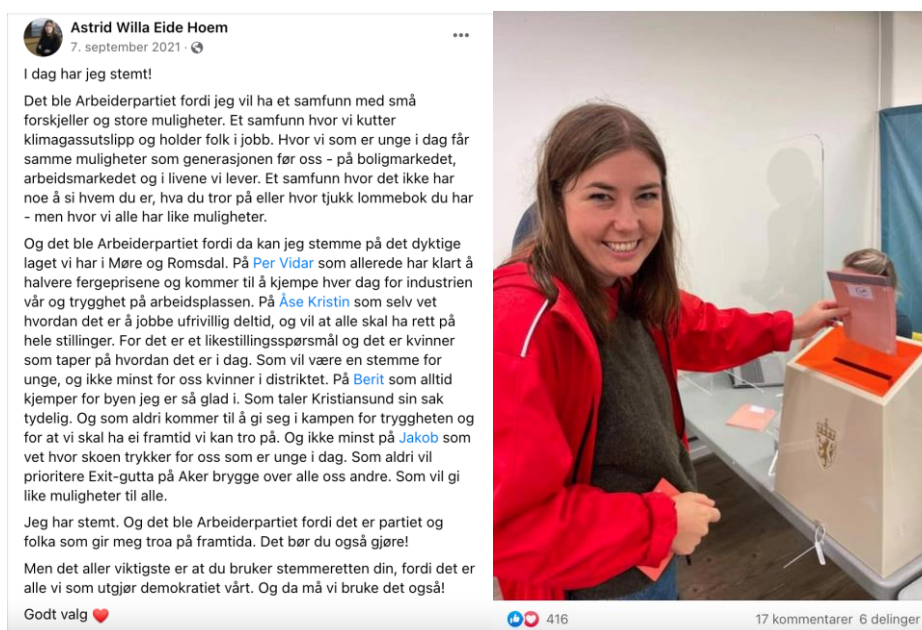 Astrid Willa Eide Hoem
7. september 2021 ·
I dag har jeg stemt!
Det ble Arbeiderpartiet fordi jeg vil ha et samfunn med små
forskjeller og store muligheter. Et samfunn hvor vi kutter
klimagassutslipp og holder folk i jobb. Hvor vi som er unge i dag får
samme muligheter som generasjonen før oss - på boligmarkedet,
arbeidsmarkedet og i livene vi lever. Et samfunn hvor det ikke har
noe å si hvem du er, hva du tror på eller hvor tjukk lommebok du har
- men hvor vi alle har like muligheter.
Og det ble Arbeiderpartiet fordi da kan jeg stemme på det dyktige
laget vi har i Møre og Romsdal. På Per Vidar som allerede har klart å
halvere fergeprisene og kommer til å kjempe hver dag for industrien
vår og trygghet på arbeidsplassen. På Åse Kristin som selv vet
hvordan det er å jobbe ufrivillig deltid, og vil at alle skal ha rett på
hele stillinger. For det er et likestillingsspørsmål og det er kvinner
som taper på hvordan det er i dag. Som vil være en stemme for
unge, og ikke minst for oss kvinner i distriktet. På Berit som alltid
kjemper for byen jeg er så glad i. Som taler Kristiansund sin sak
tydelig. Og som aldri kommer til å gi seg i kampen for tryggheten og
for at vi skal ha ei framtid vi kan tro på. Og ikke minst på Jakob som
vet hvor skoen trykker for oss som er unge i dag. Som aldri vil
prioritere Exit-gutta på Aker brygge over alle oss andre. Som vil gi
like muligheter til alle.
Jeg har stemt. Og det ble Arbeiderpartiet fordi det er partiet og
folka som gir meg troa på framtida. Det bør du også gjøre!
Men det aller viktigste er at du bruker stemmeretten din, fordi det er
alle vi som utgjør demokratiet vårt. Og da må vi bruke det også!
Godt valg ❤️
416
17 kommentarer 6 delinger